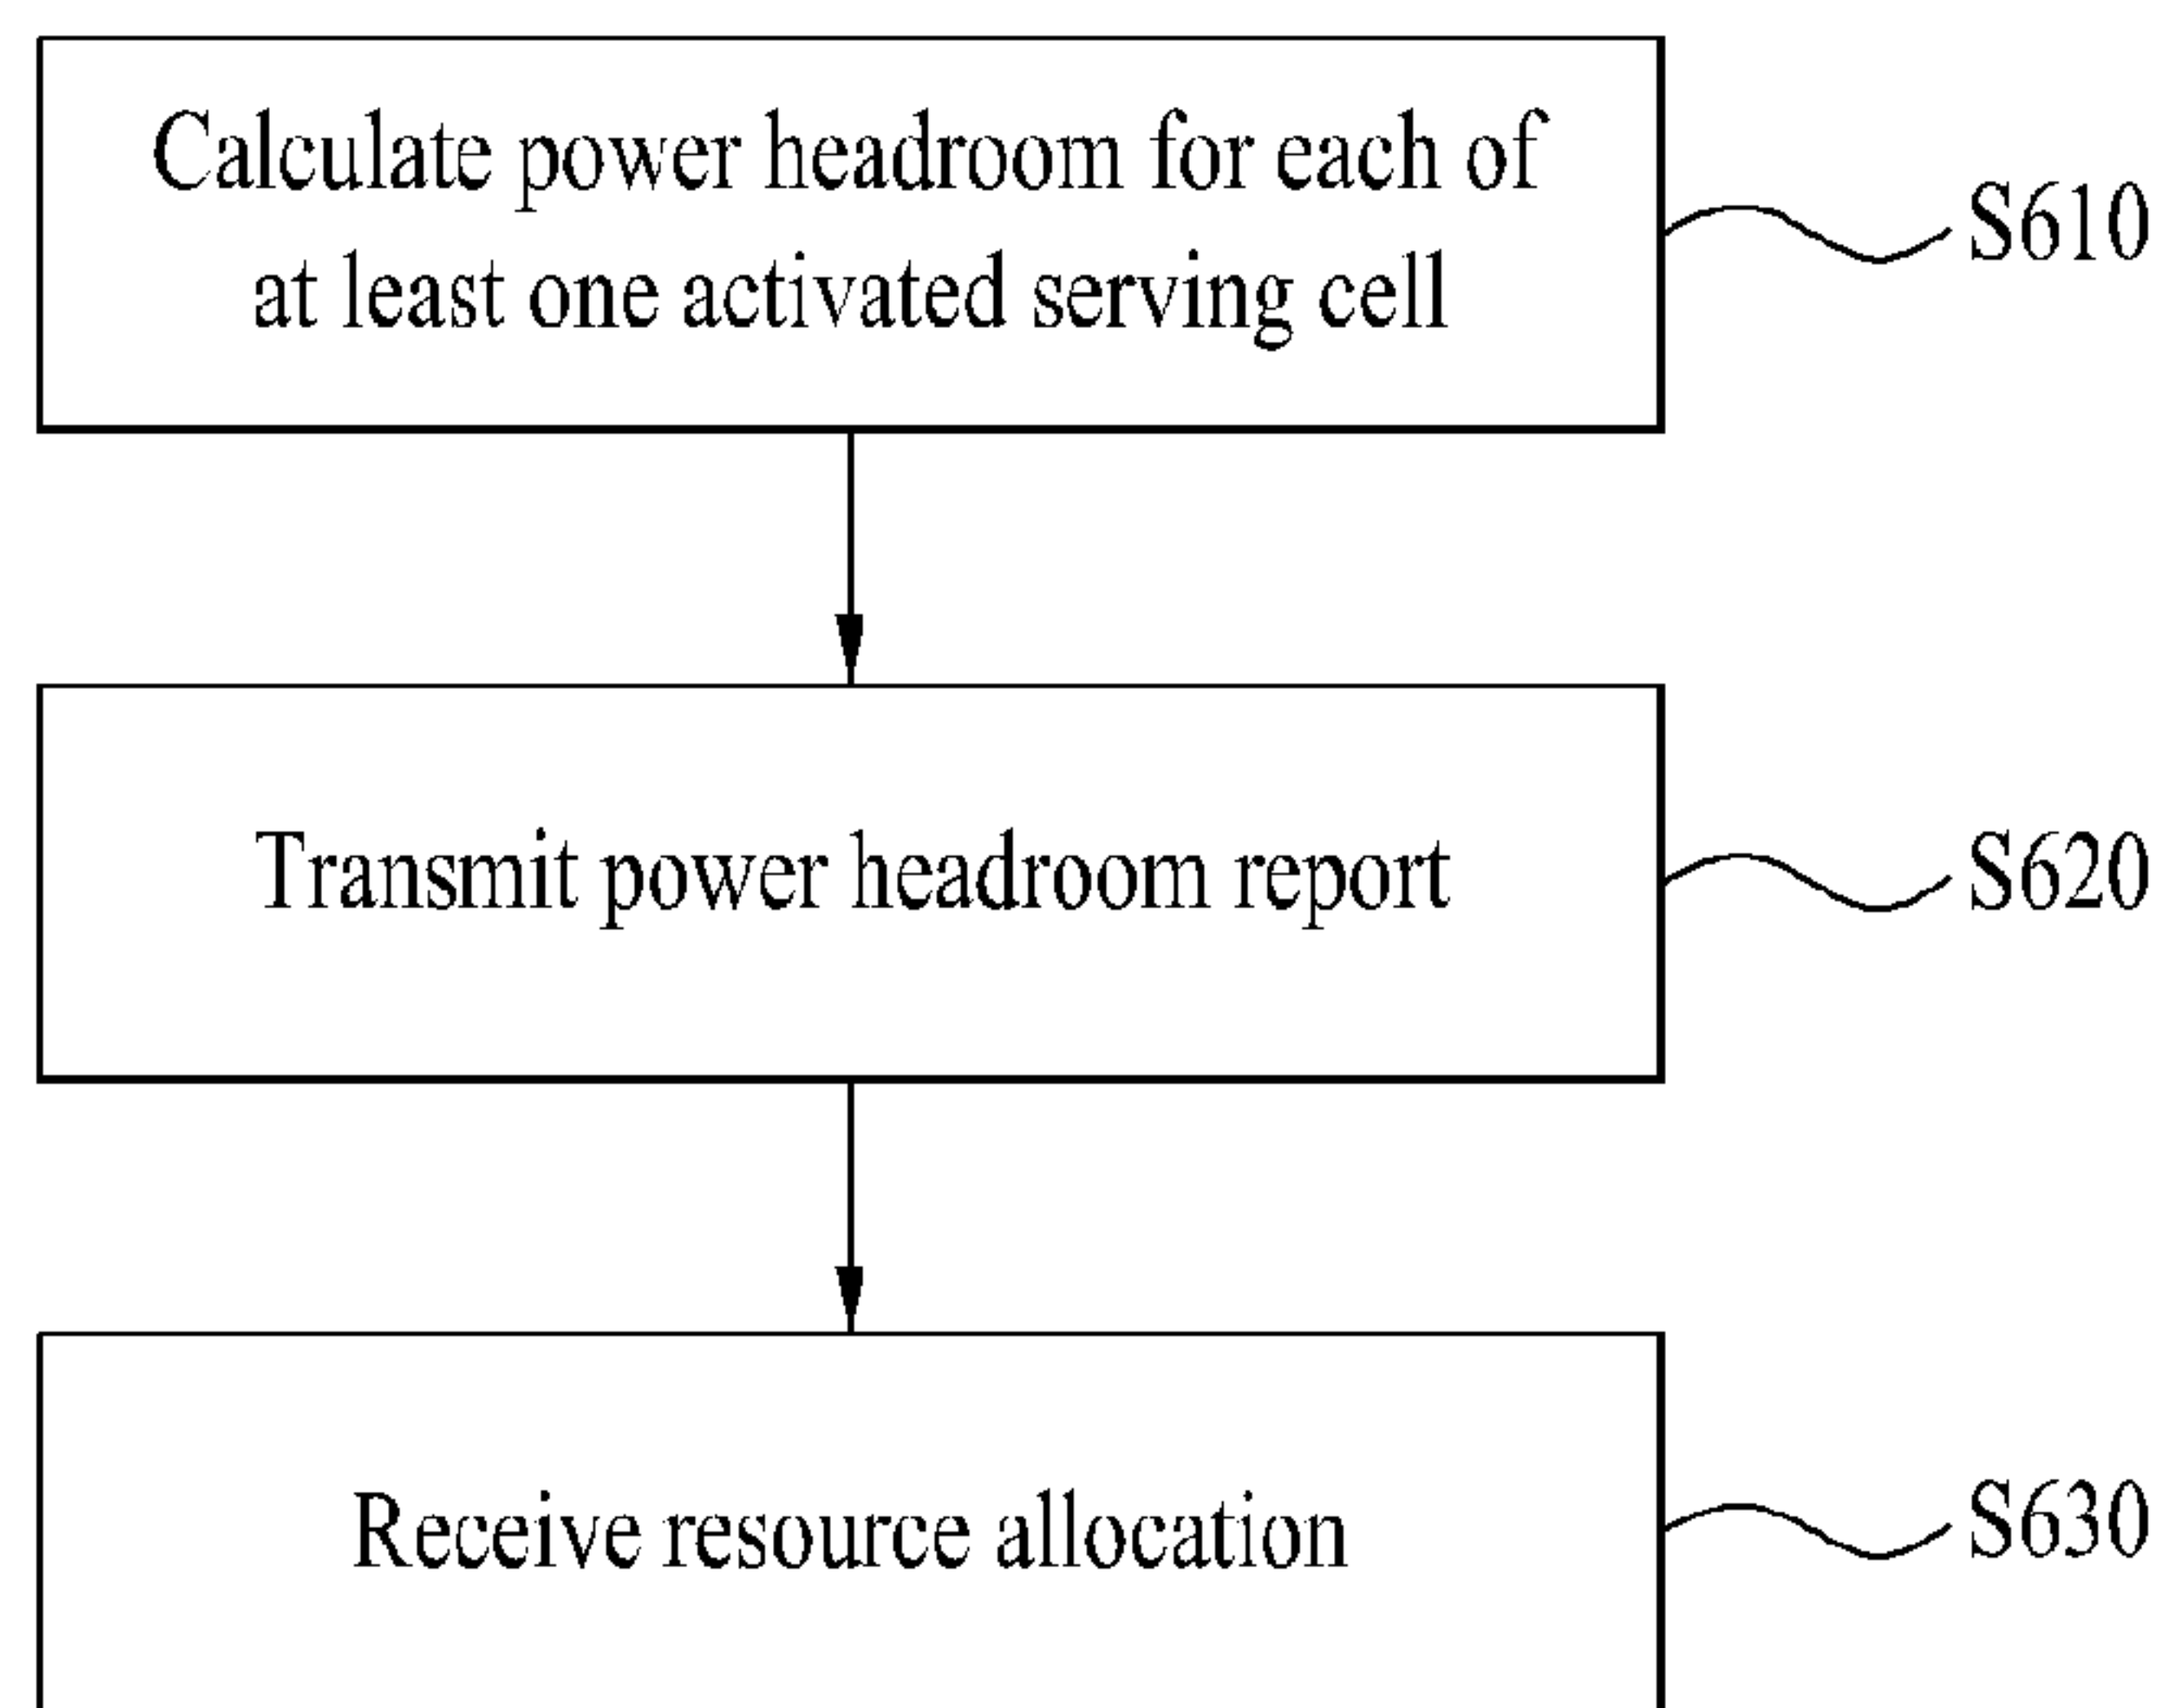 Calculate power headroom for each of
at least one activated serving cell
S610
Transmit power headroom report
S620
Receive resource allocation
S630